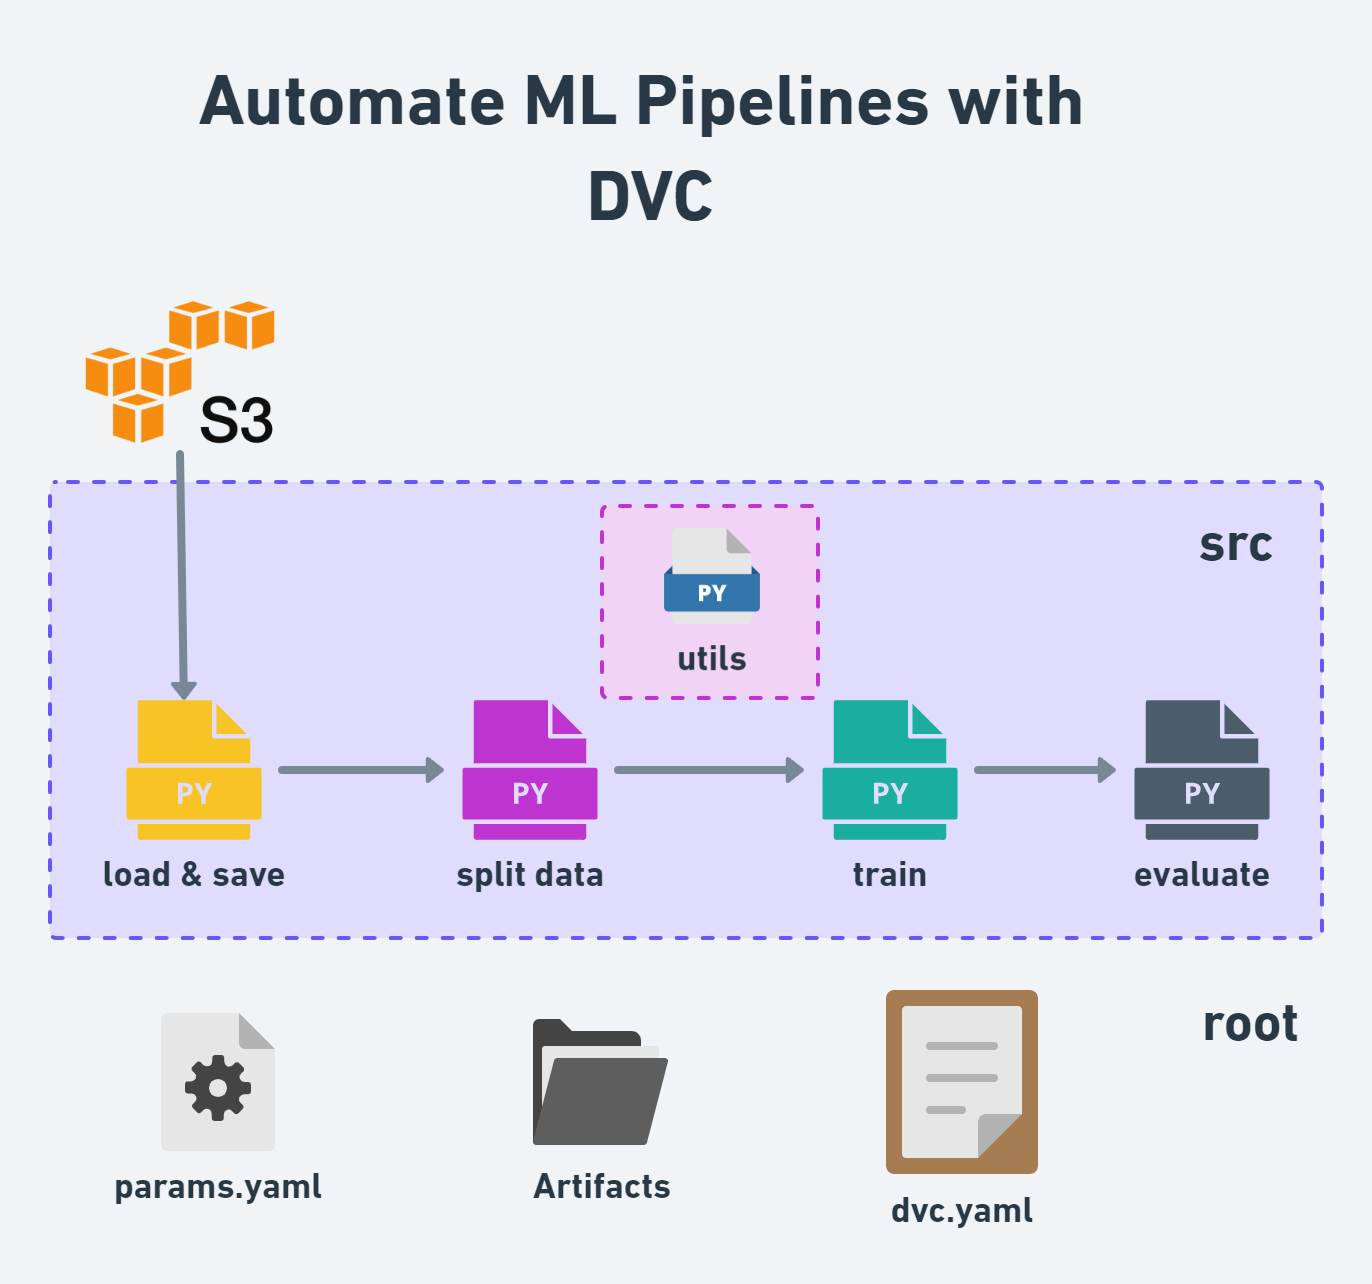 Automate ML Pipelines with
DVC
S3
src
PY
utils
PY
PY
PY
PY
load & save
split data
train
evaluate
root
params.yaml
Artifacts
dvc.yaml